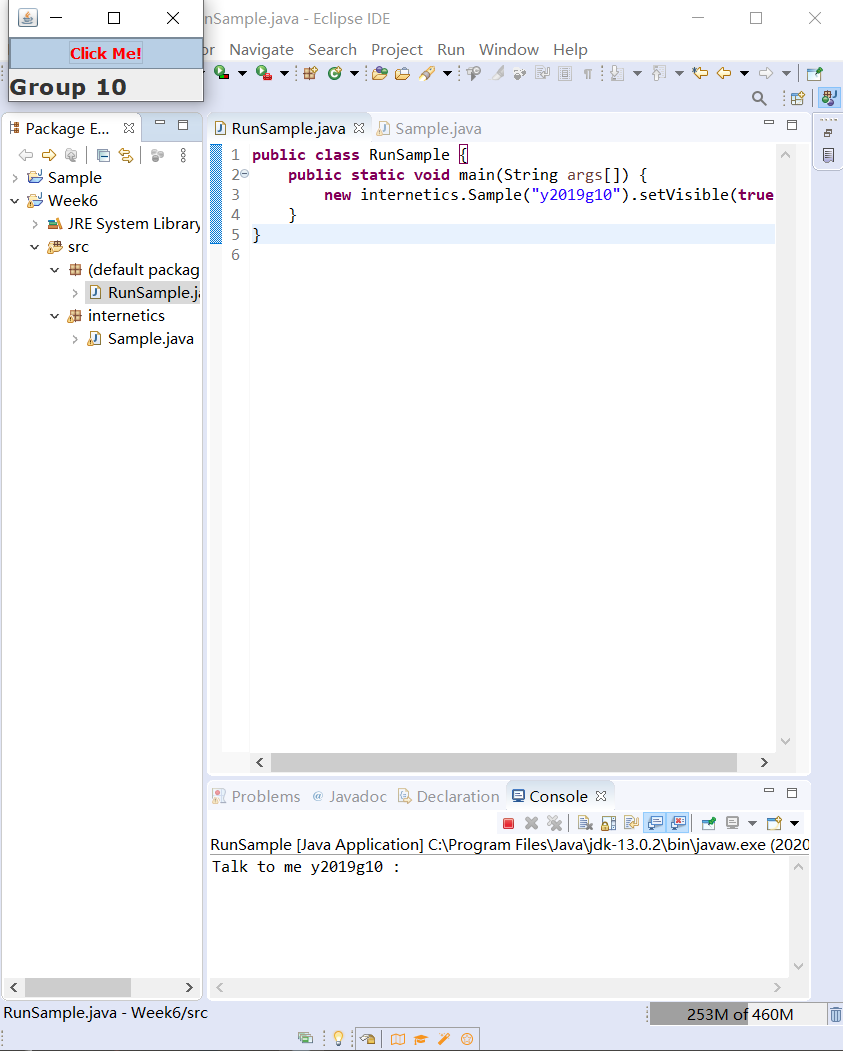 nSample.java - Eclipse IDE
Click Me!
Group 10
or Navigate Search Project Run Window Help
Package E...
Sample
Week6
JRE System Library
src
(default packag
RunSample.ja
internetics
Sample.java
RunSample.java
Sample.java
1 public class RunSample {
2 public static void main(String args[]) {
3 new internetics.Sample("y2019g10").setVisible(true
4 }
5 }
6
Problems @ Javadoc Declaration Console
RunSample [Java Application] C:\Program Files\Java\jdk-13.0.2\bin\javaw.exe (2020
Talk to me y2019g10 :
RunSample.java - Week6/src
253M of 460M